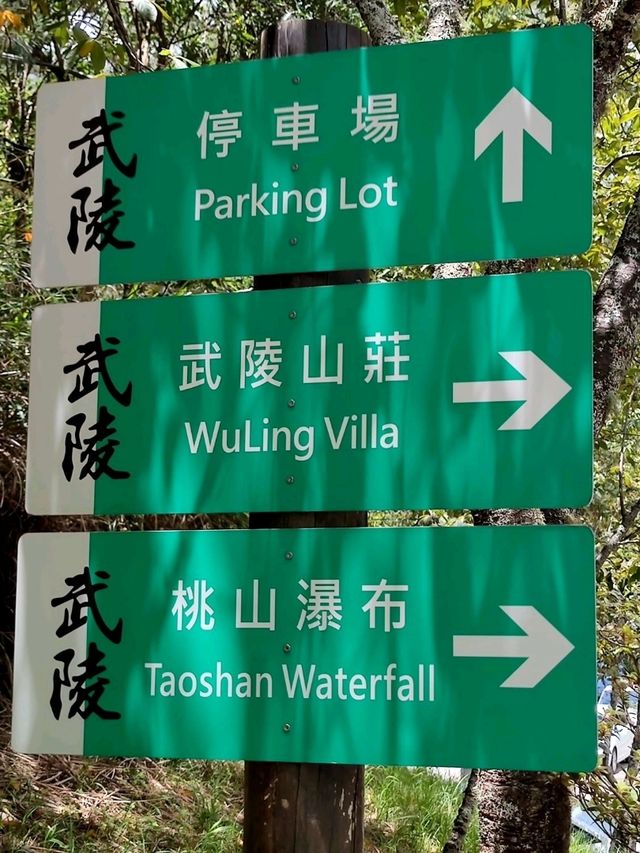 武陵
停車場
Parking Lot
武陵
武陵山莊
WuLing Villa
武陵
桃山瀑布
Taoshan Waterfall